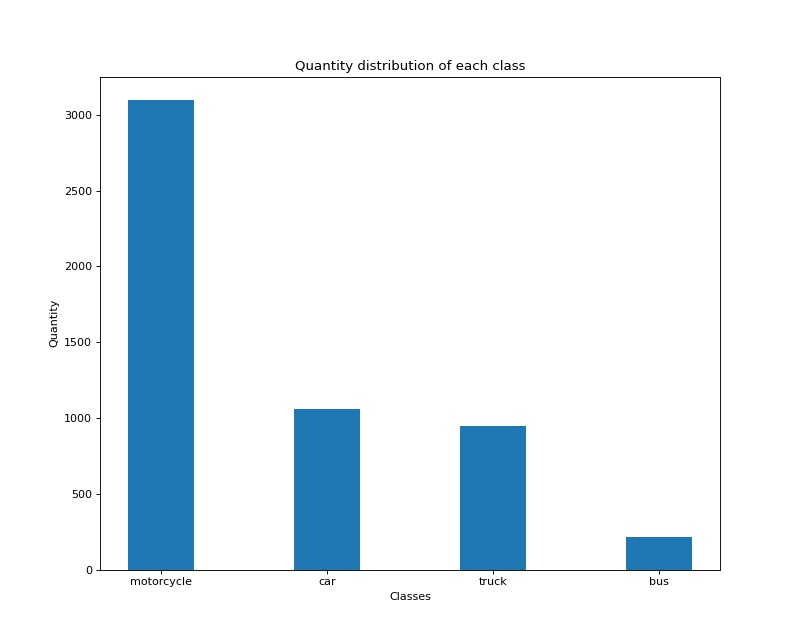 Quantity distribution of each class
3000
2500
2000
1500
1000
500
0
Quantity
motorcycle car truck bus
Classes